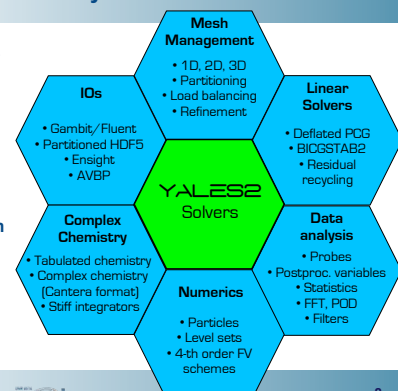 Mesh
Management
• 1D, 2D, 3D
• Partitioning
• Load balancing
• Refinement
IOs
• Gambit/Fluent
• Partitioned HDF5
• Ensight
• AVBP
Linear
Solvers
• Deflated PCG
• BICGSTAB2
• Residual
recycling
YALES2
Solvers
Complex
Chemistry
• Tabulated chemistry
• Complex chemistry
(Cantera format)
• Stiff integrators
Data
analysis
• Probes
• Postproc. variables
• Statistics
• FFT, POD
• Filters
Numerics
• Particles
• Level sets
• 4-th order FV
schemes